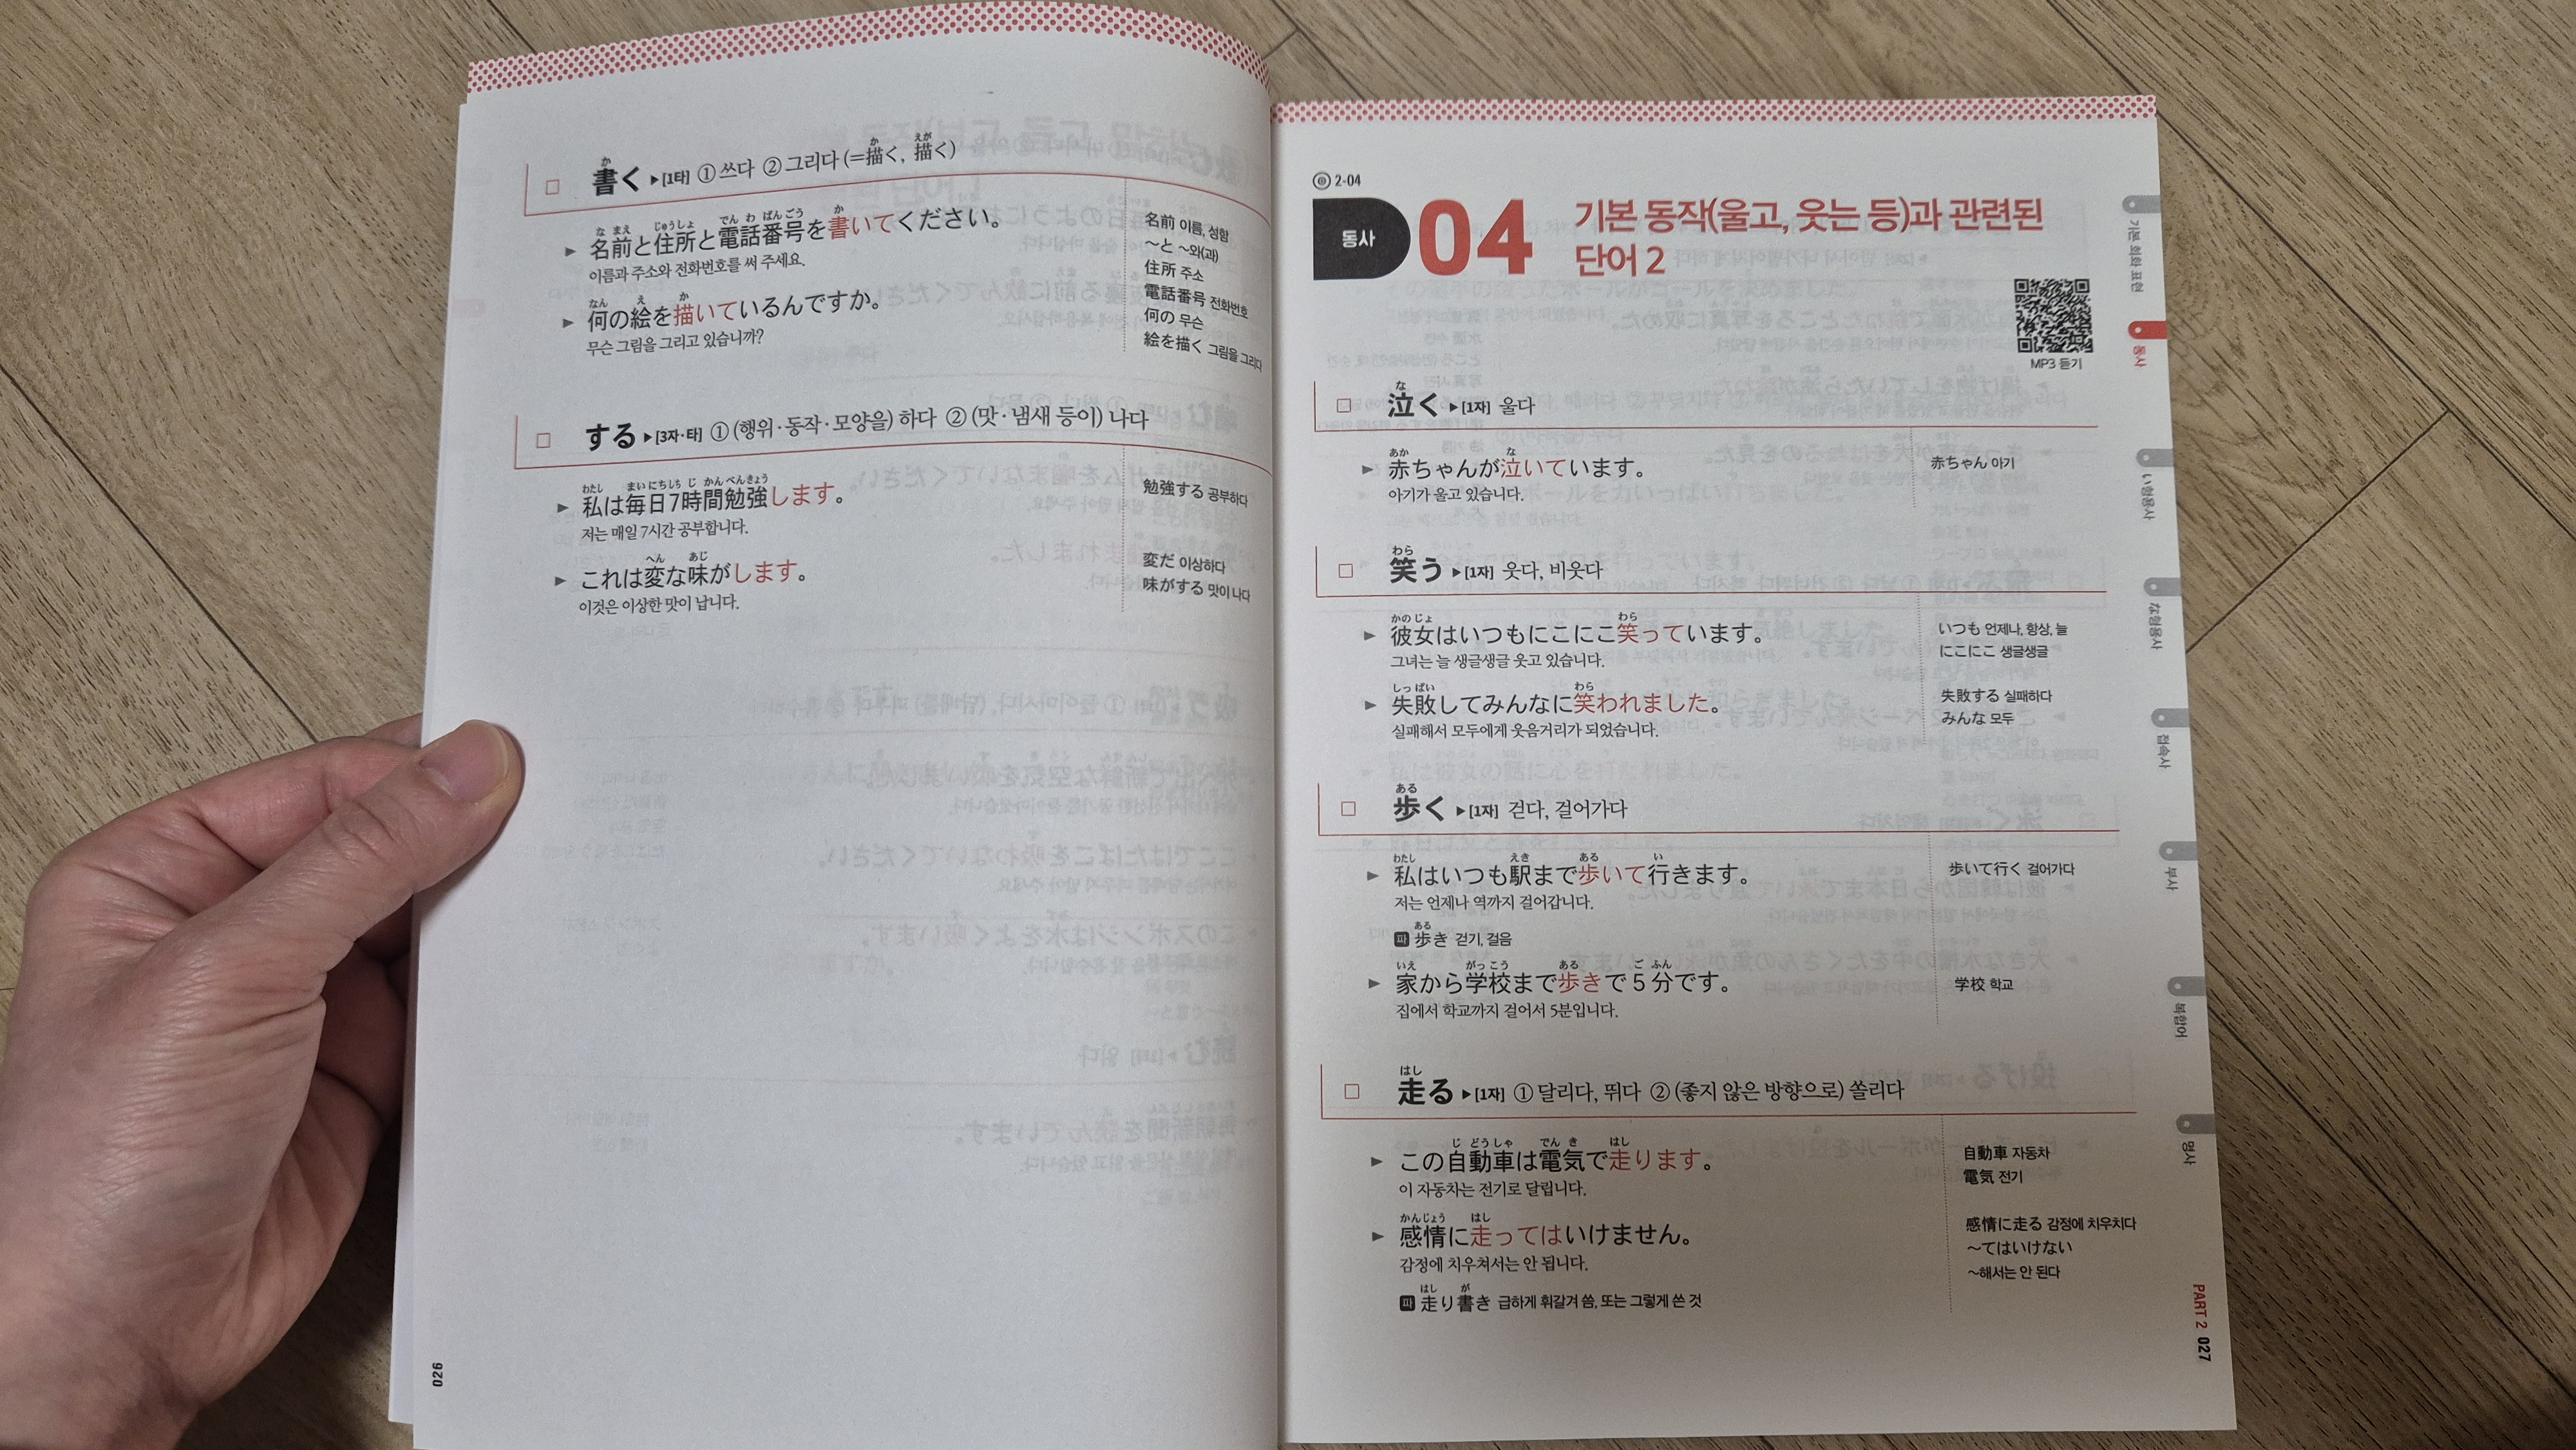 書く ▶[1타] ① 쓰다 ② 그리다 (=描く, 描く)
▶ 名前と住所と電話番号を書いてください。
이름과 주소와 전화번호를 써 주세요.
▶ 何の絵を描いているんですか。
무슨 그림을 그리고 있습니까?
名前 이름, 성함
～と ~와(과)
住所 주소
電話番号 전화번호
何の 무슨
絵を描く 그림을 그리다
する ▶[3자·타] ① (행위·동작·모양을) 하다 ② (맛·냄새 등이) 나다
▶ 私は毎日7時間勉強します。
저는 매일 7시간 공부합니다.
▶ これは変な味がします。
이것은 이상한 맛이 납니다.
勉強する 공부하다
変だ 이상하다
味がする 맛이 나다
026
2-04
동사 04 기본 동작(울고, 웃는 등)과 관련된
단어 2
MP3 듣기
泣く ▶[1자] 울다
▶ 赤ちゃんが泣いています。
아기가 울고 있습니다.
赤ちゃん 아기
笑う ▶[1자] 웃다, 비웃다
▶ 彼女はいつもにこにこ笑っています。
그녀는 늘 생글생글 웃고 있습니다.
▶ 失敗してみんなに笑われました。
실패해서 모두에게 웃음거리가 되었습니다.
いつも 언제나, 항상, 늘
にこにこ 생글생글
失敗する 실패하다
みんな 모두
歩く ▶[1자] 걷다, 걸어가다
▶ 私はいつも駅まで歩いて行きます。
저는 언제나 역까지 걸어갑니다.
파 歩き 걷기, 걸음
▶ 家から学校まで歩きで5分です。
집에서 학교까지 걸어서 5분입니다.
歩いて行く 걸어가다
学校 학교
走る ▶[1자] ① 달리다, 뛰다 ② (좋지 않은 방향으로) 쏠리다
▶ この自動車は電気で走ります。
이 자동차는 전기로 달립니다.
▶ 感情に走ってはいけません。
감정에 치우쳐서는 안 됩니다.
파 走り書き 급하게 휘갈겨 씀, 또는 그렇게 쓴 것
自動車 자동차
電気 전기
感情に走る 감정에 치우치다
～てはいけない
~해서는 안 된다
기본 회화 표현
동사
い형용사
な형용사
접속사
부사
복합어
명사
PART 2 027